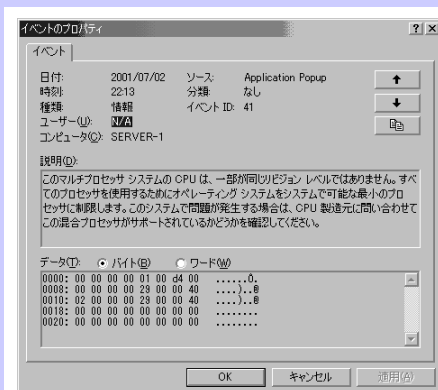 イベントのプロパティ
イベント
日付: 2001/07/02 ソース: Application Popup
時刻: 22:13 分類: なし
種類: 情報 イベント ID: 41
ユーザー(U): N/A
コンピュータ(C): SERVER-1
説明(D):
このマルチプロセッサ システムの CPU は、一部が同じリビジョン レベルではありません。すべ
てのプロセッサを使用するためにオペレーティング システムをシステムで可能な最小のプロ
セッサに制限します。このシステムで問題が発生する場合は、CPU 製造元に問い合わせて
この混合プロセッサがサポートされているかどうかを確認してください。
データ(T): バイト(B) ワード(W)
0000: 00 00 00 00 01 00 d4 00 ......Ô.
0008: 00 00 00 00 29 00 00 40 ....)..@
0010: 02 00 00 00 29 00 00 40 ....)..@
0018: 00 00 00 00 00 00 00 00 ........
0020: 00 00 00 00 00 00 00 00 ........
OK キャンセル 適用(A)